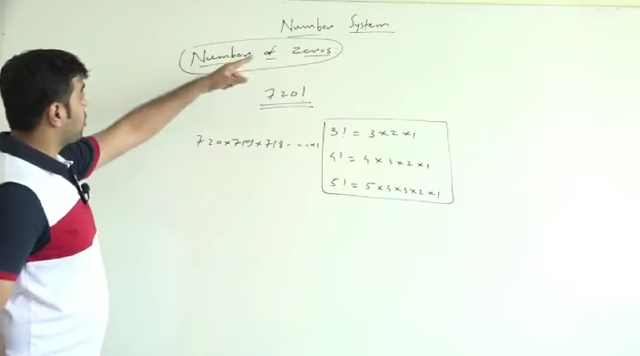 Number System
Number of zeros:
720!
720 x 719 x 718 ---- x1
3! = 3 x 2 x 1
4! = 4 x 3 x 2 x 1
5! = 5 x 4 x 3 x 2 x 1